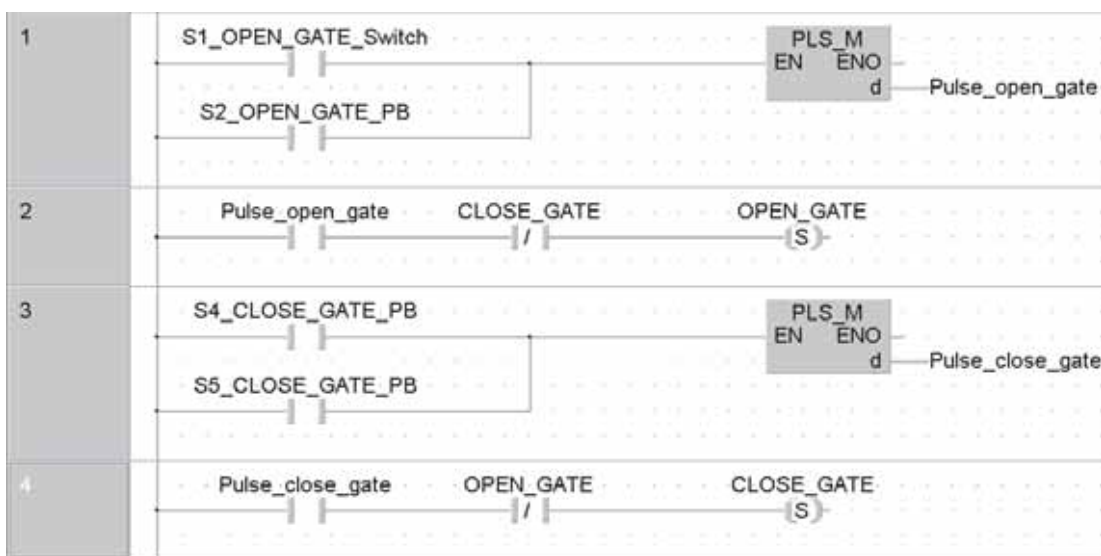 1
S1_OPEN_GATE_Switch
PLS_M
EN ENO
d
Pulse_open_gate
S2_OPEN_GATE_PB
2
Pulse_open_gate CLOSE_GATE OPEN_GATE
/ S
3
S4_CLOSE_GATE_PB
PLS_M
EN ENO
d
Pulse_close_gate
S5_CLOSE_GATE_PB
4
Pulse_close_gate OPEN_GATE CLOSE_GATE
/ S